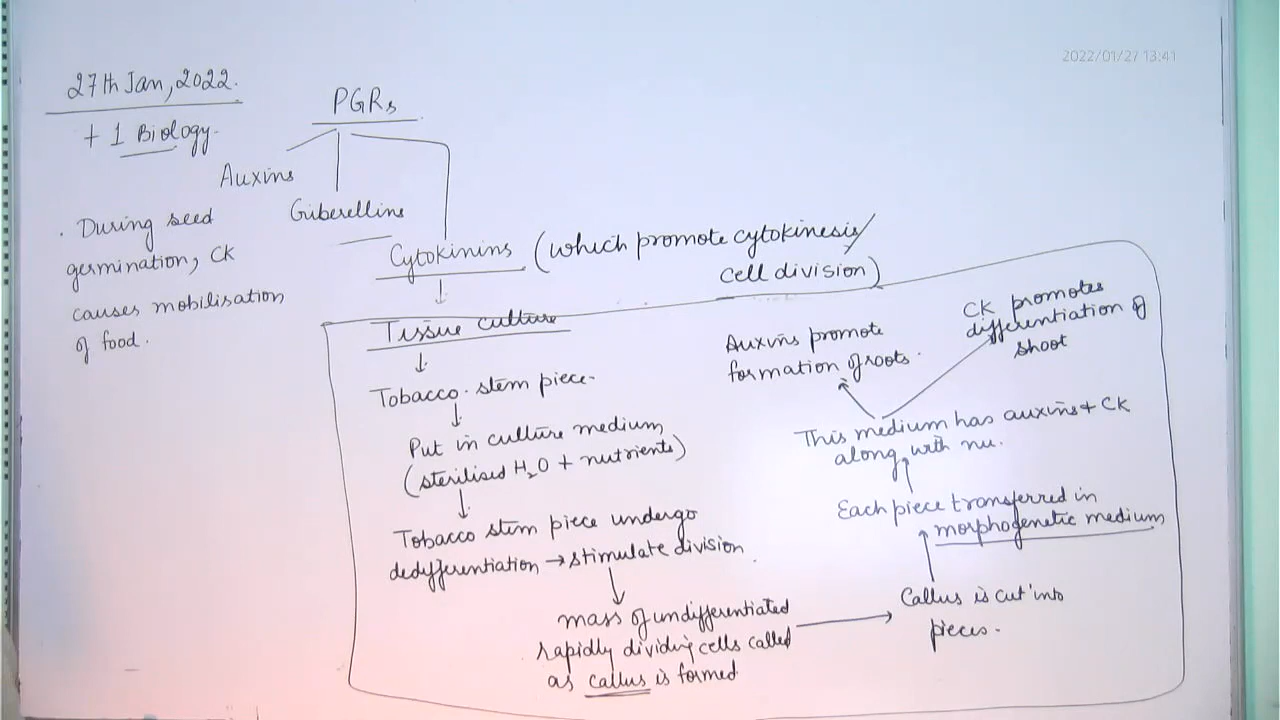 2022/01/27 13:41
27th Jan, 2022.
+ 1 Biology.
PGRs
Auxins
Giberellins
Cytokinins (which promote cytokinesis/
cell division)
. During seed
germination, CK
causes mobilisation
of food.
Tissue culture
↓
Tobacco stem piece.
↓
Put in culture medium
(sterilised H₂O + nutrients)
↓
Tobacco stem piece undergo
dedifferentiation → stimulate division
↓
mass of undifferentiated
rapidly dividing cells called
as callus is formed
→
Callus is cut into
pieces.
Each piece transferred in
morphogenetic medium
This medium has auxins + CK
along with nu.
Auxins promote
formation of roots.
CK promotes
differentiation of
shoot